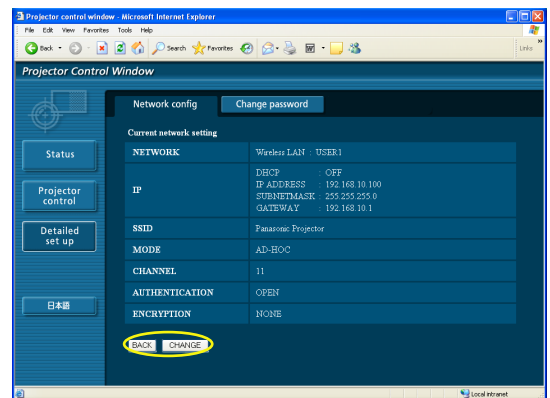 Projector control window - Microsoft Internet Explorer
File Edit View Favorites Tools Help
Back Search Favorites Links
Projector Control Window
Network config Change password
Current network setting
Status
Projector control
Detailed set up
日本語
NETWORK Wireless LAN : USER1
IP
DHCP : OFF
IP ADDRESS : 192.168.10.100
SUBNETMASK : 255.255.255.0
GATEWAY : 192.168.10.1
SSID Panasonic Projector
MODE AD-HOC
CHANNEL 11
AUTHENTICATION OPEN
ENCRYPTION NONE
BACK CHANGE
Local intranet